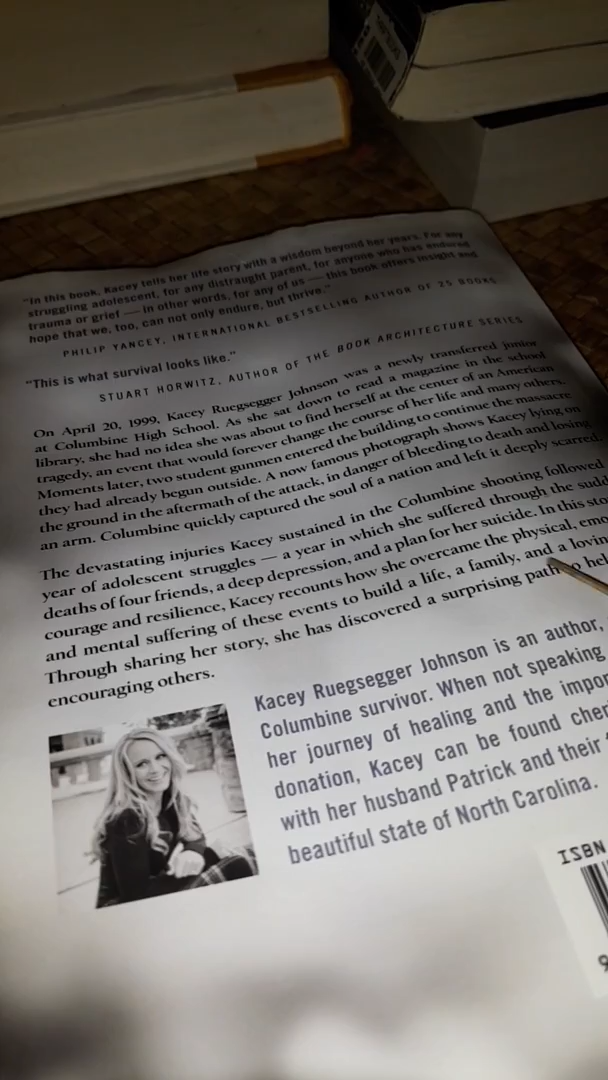 "In this book, Kacey tells her life story with a wisdom beyond her years. For any
struggling adolescent, for any distraught parent, for anyone who has endured
trauma or grief — in other words, for any of us — this book offers insight and
hope that we, too, can not only endure, but thrive."
PHILIP YANCEY, INTERNATIONAL BESTSELLING AUTHOR OF 25 BOOKS
"This is what survival looks like."
STUART HORWITZ, AUTHOR OF THE BOOK ARCHITECTURE SERIES
On April 20, 1999, Kacey Ruegsegger Johnson was a newly transferred junior
at Columbine High School. As she sat down to read a magazine in the school
library, she had no idea she was about to find herself at the center of an American
tragedy, an event that would forever change the course of her life and many others.
Moments later, two student gunmen entered the building to continue the massacre
they had already begun outside. A now famous photograph shows Kacey lying on
the ground in the aftermath of the attack, in danger of bleeding to death and losing
an arm. Columbine quickly captured the soul of a nation and left it deeply scarred.
The devastating injuries Kacey sustained in the Columbine shooting followed
year of adolescent struggles — a year in which she suffered through the sudd
deaths of four friends, a deep depression, and a plan for her suicide. In this sto
courage and resilience, Kacey recounts how she overcame the physical, emo
and mental suffering of these events to build a life, a family, and a lovin
Through sharing her story, she has discovered a surprising path hel
encouraging others.
Kacey Ruegsegger Johnson is an author,
Columbine survivor. When not speaking
her journey of healing and the impor
donation, Kacey can be found cher
with her husband Patrick and their
beautiful state of North Carolina.
ISBN
9